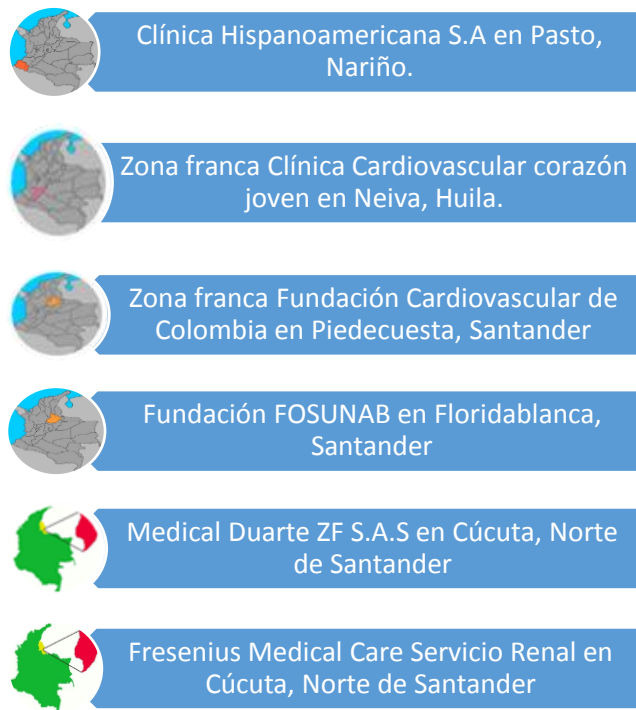 Clínica Hispanoamericana S.A en Pasto,
Nariño.
Zona franca Clínica Cardiovascular corazón
joven en Neiva, Huila.
Zona franca Fundación Cardiovascular de
Colombia en Piedecuesta, Santander
Fundación FOSUNAB en Floridablanca,
Santander
Medical Duarte ZF S.A.S en Cúcuta, Norte
de Santander
Fresenius Medical Care Servicio Renal en
Cúcuta, Norte de Santander